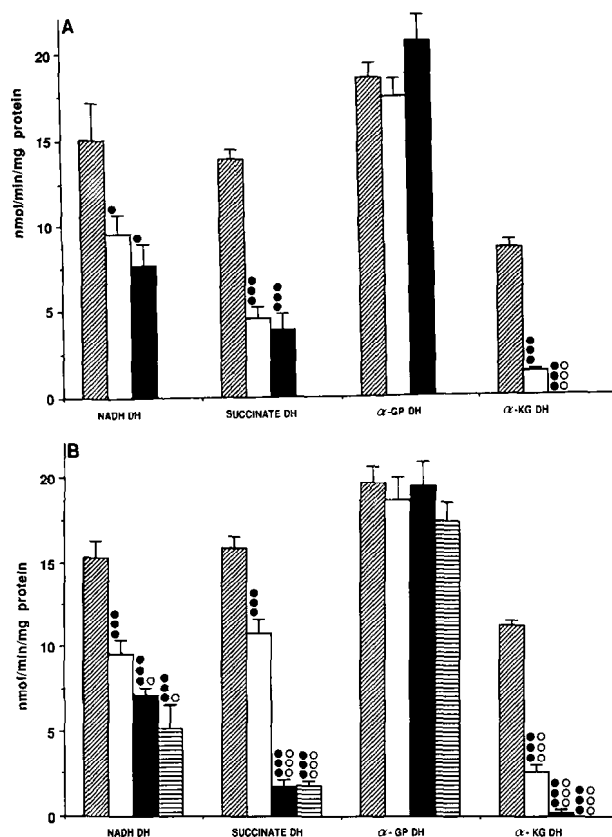 A
nmol/min/mg protein
20
15
10
5
0
NADH DH
SUCCINATE DH
α-GP DH
α-KG DH
B
nmol/min/mg protein
20
15
10
5
0
NADH DH
SUCCINATE DH
α-GP DH
α-KG DH